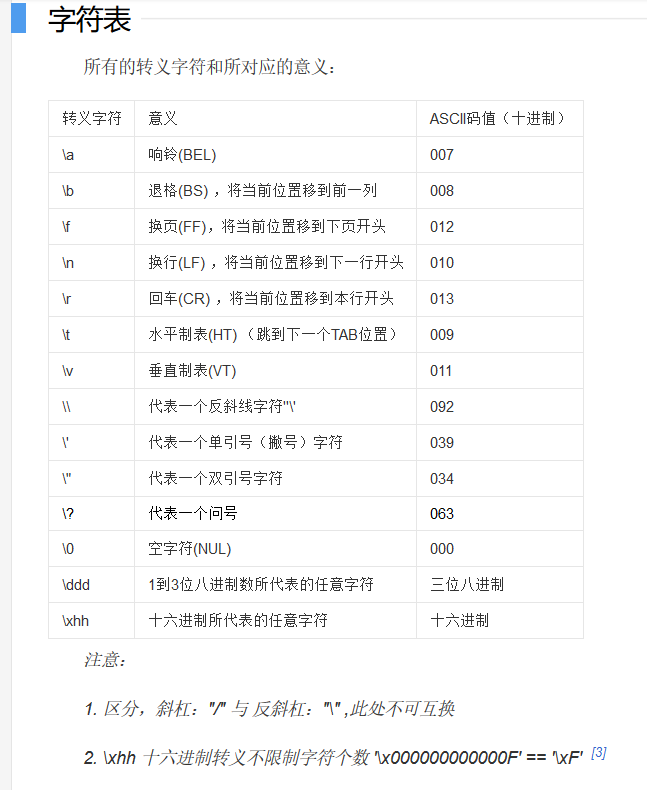 字符表
所有的转义字符和所对应的意义：
转义字符 意义 ASCII码值（十进制）
\a 响铃(BEL) 007
\b 退格(BS) ，将当前位置移到前一列 008
\f 换页(FF)，将当前位置移到下页开头 012
\n 换行(LF) ，将当前位置移到下一行开头 010
\r 回车(CR) ，将当前位置移到本行开头 013
\t 水平制表(HT) （跳到下一个TAB位置） 009
\v 垂直制表(VT) 011
\\ 代表一个反斜线字符''\' 092
\' 代表一个单引号（撇号）字符 039
\" 代表一个双引号字符 034
\? 代表一个问号 063
\0 空字符(NUL) 000
\ddd 1到3位八进制数所代表的任意字符 三位八进制
\xhh 十六进制所代表的任意字符 十六进制
注意：
1. 区分，斜杠："/" 与 反斜杠："\" ,此处不可互换
2. \xhh 十六进制转义不限制字符个数 '\x000000000000F' == '\xF' [3]